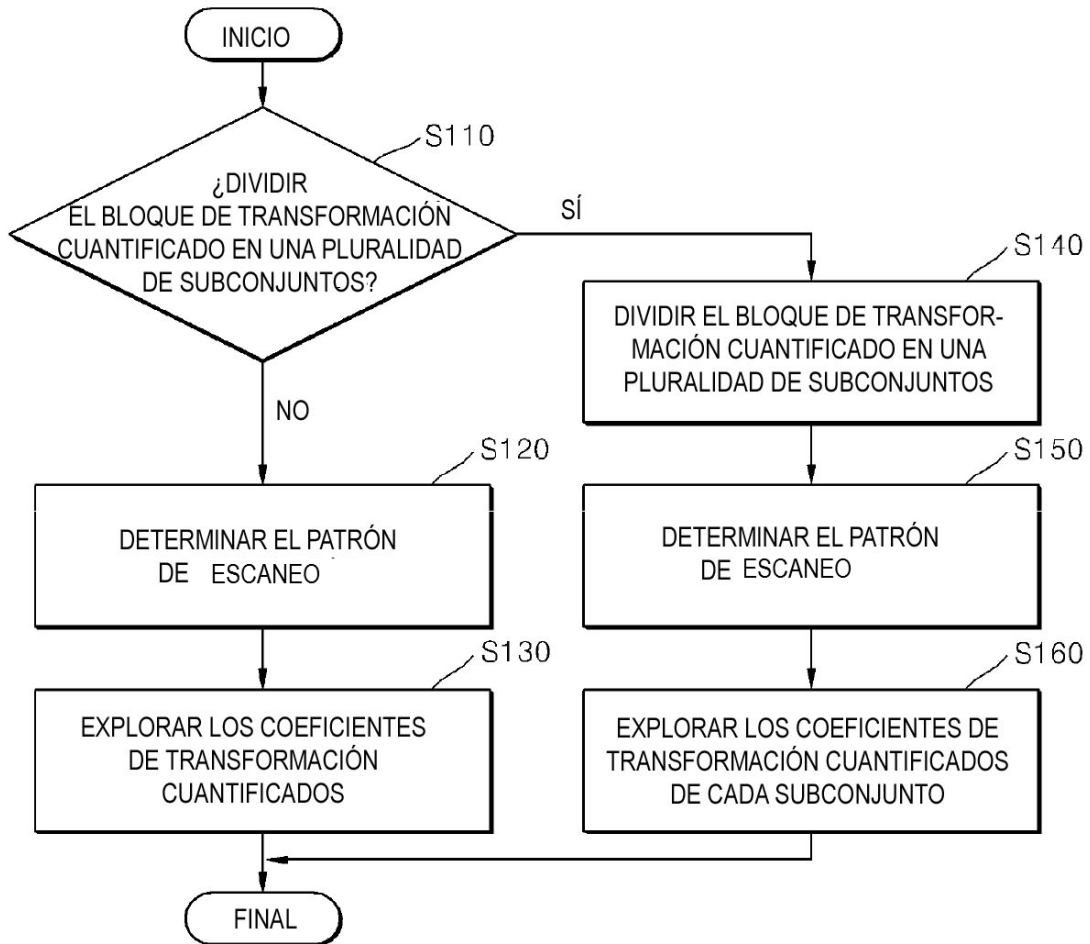 INICIO
S110
¿DIVIDIR
EL BLOQUE DE TRANSFORMACIÓN
CUANTIFICADO EN UNA PLURALIDAD
DE SUBCONJUNTOS?
SÍ
NO
S140
DIVIDIR EL BLOQUE DE TRANSFOR-
MACIÓN CUANTIFICADO EN UNA
PLURALIDAD DE SUBCONJUNTOS
S120
DETERMINAR EL PATRÓN
DE ESCANEO
S150
DETERMINAR EL PATRÓN
DE ESCANEO
S130
EXPLORAR LOS COEFICIENTES
DE TRANSFORMACIÓN
CUANTIFICADOS
S160
EXPLORAR LOS COEFICIENTES DE
TRANSFORMACIÓN CUANTIFICADOS
DE CADA SUBCONJUNTO
FINAL